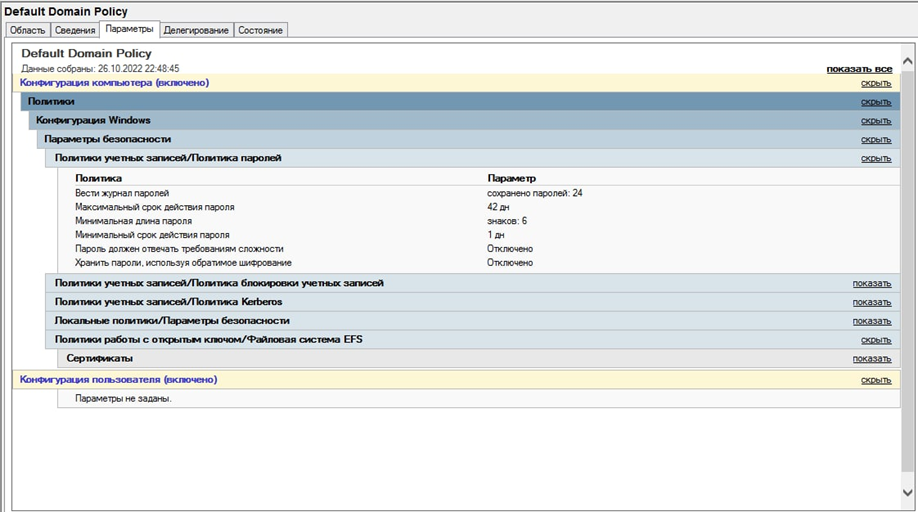 Default Domain Policy
Область Сведения Параметры Делегирование Состояние
Default Domain Policy
Данные собраны: 26.10.2022 22:48:45 показать все
Конфигурация компьютера (включено) скрыть
Политики скрыть
Конфигурация Windows скрыть
Параметры безопасности скрыть
Политики учетных записей/Политика паролей скрыть
Политика Параметр
Вести журнал паролей сохранено паролей: 24
Максимальный срок действия пароля 42 дн
Минимальная длина пароля знаков: 6
Минимальный срок действия пароля 1 дн
Пароль должен отвечать требованиям сложности Отключено
Хранить пароли, используя обратимое шифрование Отключено
Политики учетных записей/Политика блокировки учетных записей показать
Политики учетных записей/Политика Kerberos показать
Локальные политики/Параметры безопасности показать
Политики работы с открытым ключом/Файловая система EFS скрыть
Сертификаты показать
Конфигурация пользователя (включено) скрыть
Параметры не заданы.